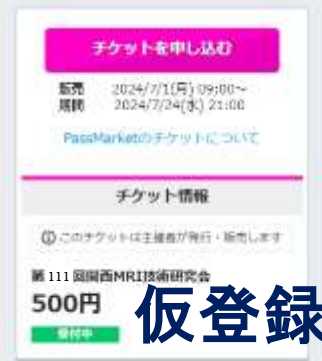 チケットを申し込む
販売 2024/7/1(月) 09:00～
期間 2024/7/24(水) 21:00
PassMarketのチケットについて
チケット情報
このチケットは主催者が発行・販売します
第111回関西MRI技術研究会
500円
受付中
仮登録